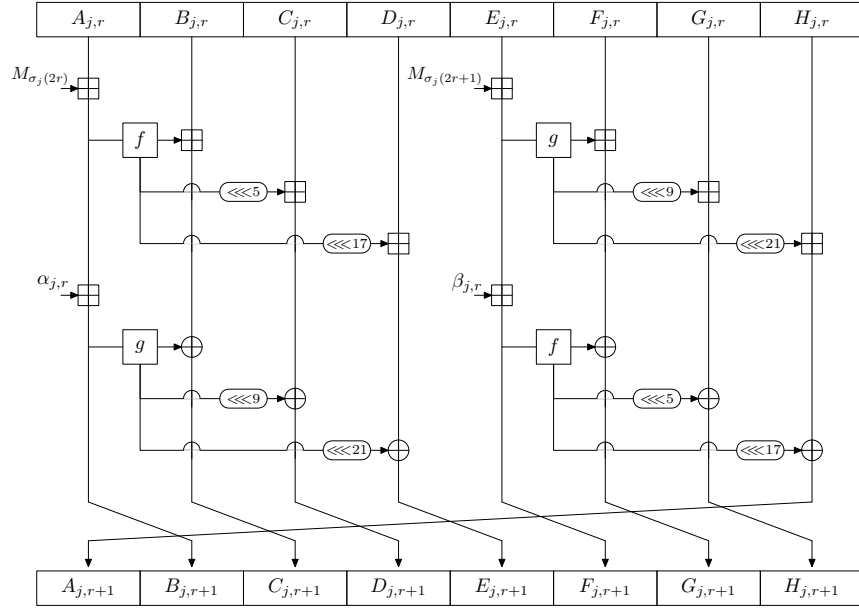 A_{j,r} B_{j,r} C_{j,r} D_{j,r} E_{j,r} F_{j,r} G_{j,r} H_{j,r}
M_{σ_j(2r)} M_{σ_j(2r+1)}
f g
⋘5 ⋘9
⋘17 ⋘21
α_{j,r} β_{j,r}
g f
⋘9 ⋘5
⋘21 ⋘17
A_{j,r+1} B_{j,r+1} C_{j,r+1} D_{j,r+1} E_{j,r+1} F_{j,r+1} G_{j,r+1} H_{j,r+1}